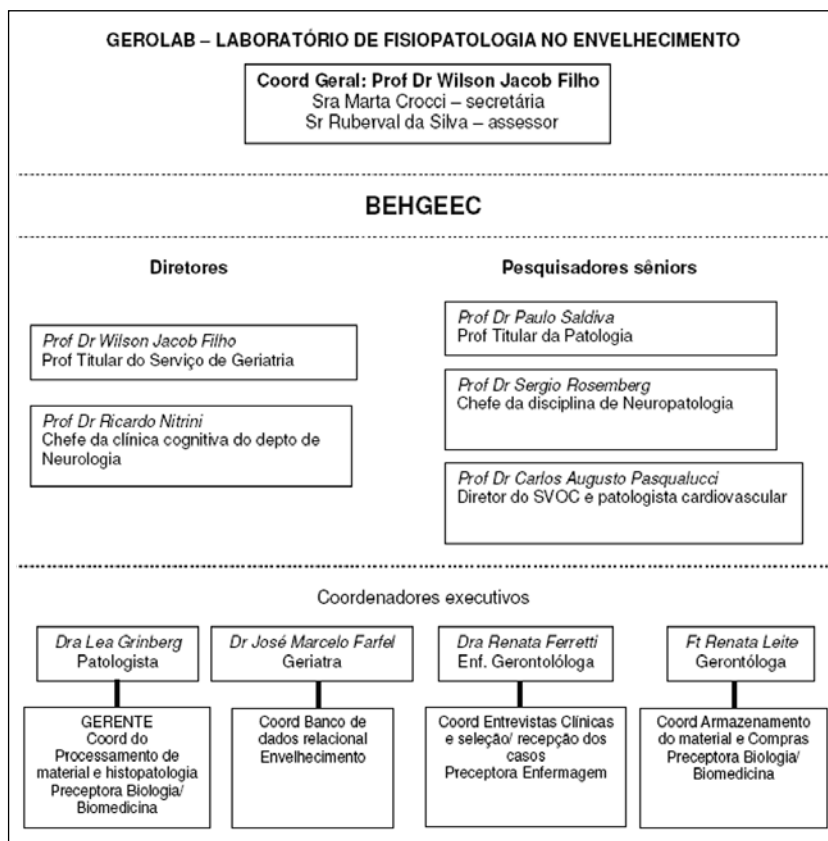 GEROLAB – LABORATÓRIO DE FISIOPATOLOGIA NO ENVELHECIMENTO
Coord Geral: Prof Dr Wilson Jacob Filho
Sra Marta Crocci – secretária
Sr Ruberval da Silva – assessor
BEHGEEC
Diretores
Prof Dr Wilson Jacob Filho
Prof Titular do Serviço de Geriatria
Prof Dr Ricardo Nitrini
Chefe da clínica cognitiva do depto de
Neurologia
Pesquisadores sêniors
Prof Dr Paulo Saldiva
Prof Titular da Patologia
Prof Dr Sergio Rosemberg
Chefe da disciplina de Neuropatologia
Prof Dr Carlos Augusto Pasqualucci
Diretor do SVOC e patologista cardiovascular
Coordenadores executivos
Dra Lea Grinberg
Patologista
GERENTE
Coord do
Processamento de
material e histopatologia
Preceptora Biologia/
Biomedicina
Dr José Marcelo Farfel
Geriatra
Coord Banco de
dados relacional
Envelhecimento
Dra Renata Ferretti
Enf. Gerontolóloga
Coord Entrevistas Clínicas
e seleção/ recepção dos
casos
Preceptora Enfermagem
Ft Renata Leite
Gerontóloga
Coord Armazenamento
do material e Compras
Preceptora Biologia/
Biomedicina